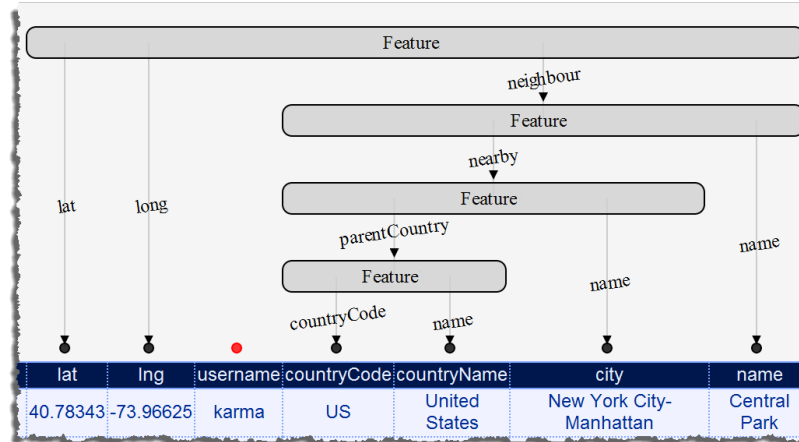 Feature
neighbour
Feature
nearby
Feature
lat
long
parentCountry
name
Feature
name
countryCode
name
lat lng username countryCode countryName city name
40.78343 -73.96625 karma US United States New York City-Manhattan Central Park